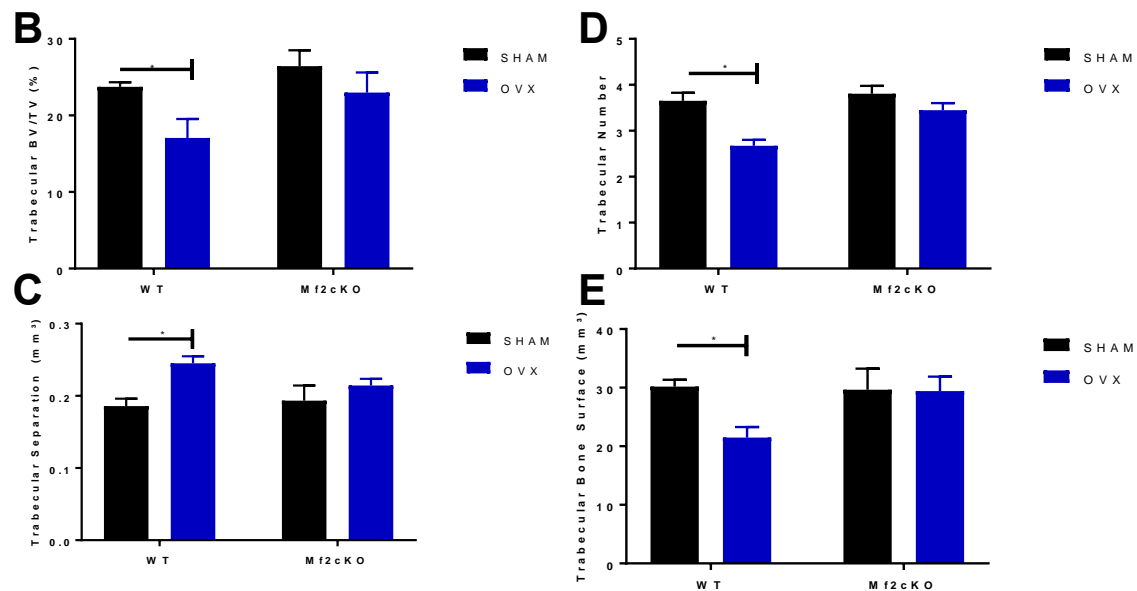 B
Trabecular BV/TV (%)
30
20
10
0
*
WT
Mf2cKO
SHAM
OVX
D
Trabecular Number
5
4
3
2
1
0
*
WT
Mf2cKO
SHAM
OVX
C
Trabecular Separation (mm³)
0.3
0.2
0.1
0.0
*
WT
Mf2cKO
SHAM
OVX
E
Trabecular Bone Surface (mm³)
40
30
20
10
0
*
WT
Mf2cKO
SHAM
OVX